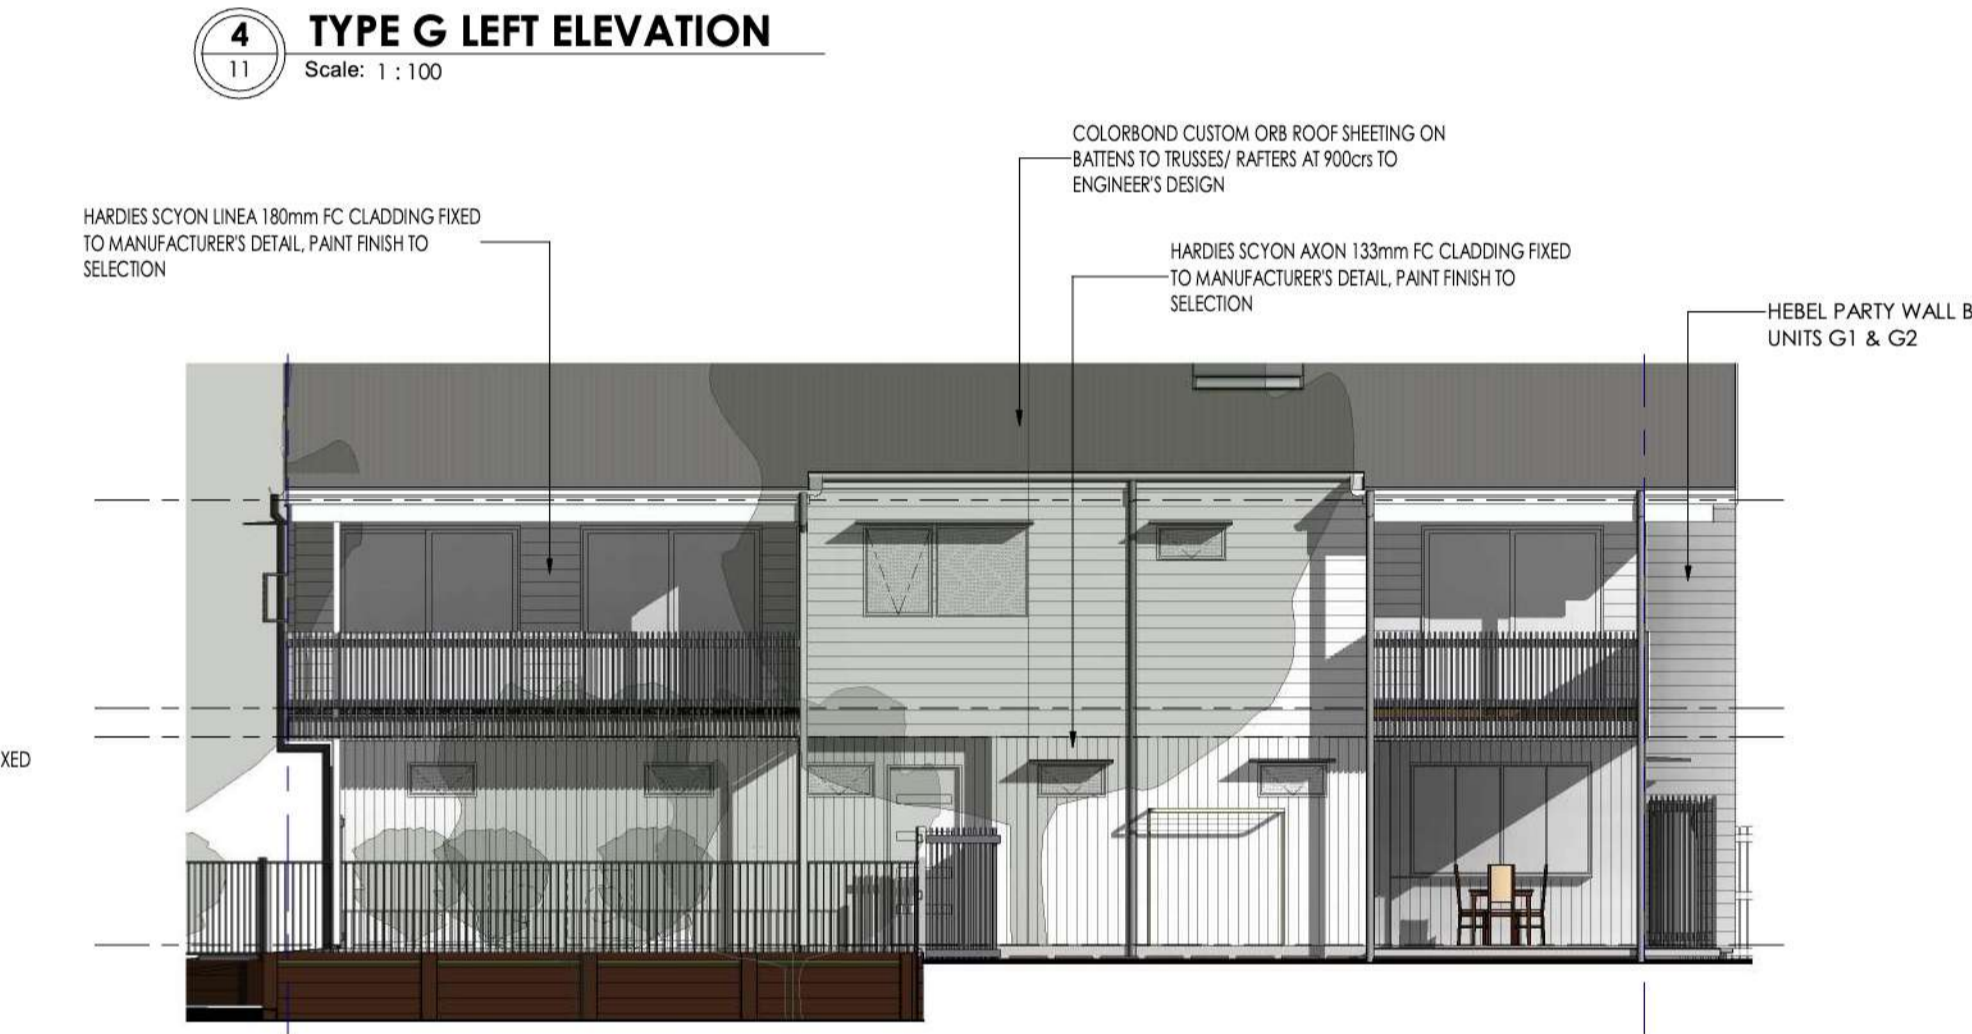 4
11
TYPE G LEFT ELEVATION
Scale: 1 : 100
COLORBOND CUSTOM ORB ROOF SHEETING ON
BATTENS TO TRUSSES/ RAFTERS AT 900crs TO
ENGINEER'S DESIGN
HARDIES SCYON LINEA 180mm FC CLADDING FIXED
TO MANUFACTURER'S DETAIL, PAINT FINISH TO
SELECTION
HARDIES SCYON AXON 133mm FC CLADDING FIXED
TO MANUFACTURER'S DETAIL, PAINT FINISH TO
SELECTION
HEBEL PARTY WALL B
UNITS G1 & G2
XED